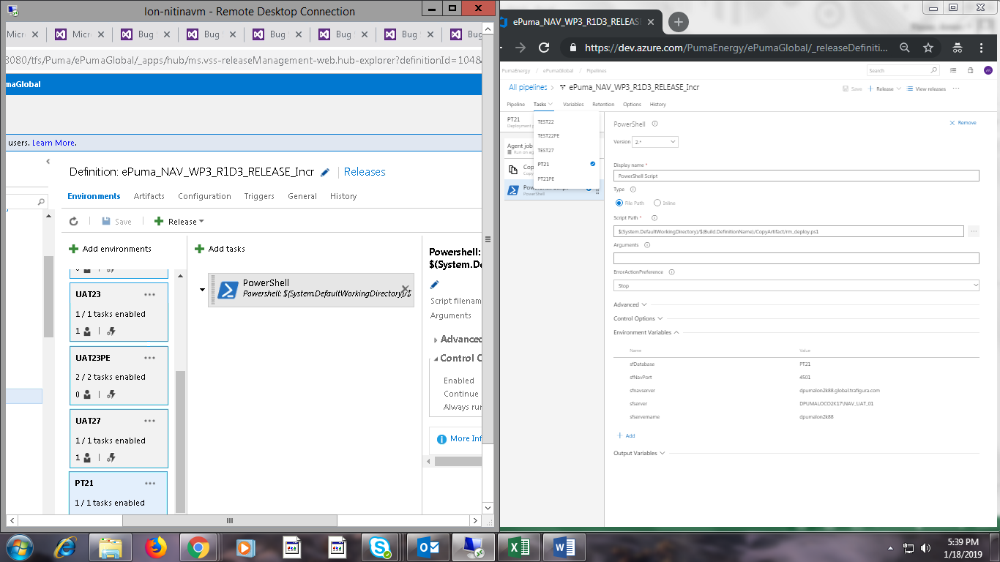 lon-nitinavm - Remote Desktop Connection
Micr
Micro
Bug
Bug
Bug
Bug
Bug
Bug
8080/tfs/Puma/ePumaGlobal/_apps/hub/ms.vss-releaseManagement-web.hub-explorer?definitionId=104&
maGlobal
users. Learn More.
Definition: ePuma_NAV_WP3_R1D3_RELEASE_Incr | Releases
Environments Artifacts Configuration Triggers General History
Save Release
Add environments
Add tasks
UAT23 ...
1 / 1 tasks enabled
1
UAT23PE ...
2 / 2 tasks enabled
0
UAT27 ...
1 / 1 tasks enabled
1
PT21 ...
1 / 1 tasks enabled
PowerShell
Powershell: $(System.DefaultWorkingDirectory)/$
Powershell:
$(System.De
Script filenam
Arguments
Advanced
Control O
Enabled
Continue
Always run
More Inf
ePuma_NAV_WP3_R1D3_RELEASE
https://dev.azure.com/PumaEnergy/ePumaGlobal/_releaseDefiniti...
PumaEnergy / ePumaGlobal / Pipelines
Search
AR
All pipelines > ePuma_NAV_WP3_R1D3_RELEASE_Incr
Save Release View releases ...
Pipeline Tasks Variables Retention Options History
PT21
Deployment p
TEST22
TEST22PE
TEST27
PT21
PT21PE
Agent job
Run on ag
Cop
Copy
PowerShell Script
PowerShell
PowerShell
Remove
Version 2.*
Display name *
PowerShell Script
Type
File Path Inline
Script Path *
$(System.DefaultWorkingDirectory)/$(Build.DefinitionName)/CopyArtifact/rm_deploy.ps1
...
Arguments
ErrorActionPreference
Stop
Advanced
Control Options
Environment Variables
Name Value
sfDatabase PT21
sfNavPort 4501
sfnavserver dpumalon2k88.global.trafigura.com
sfserver DPUMALOCO2K17\NAV_UAT_01
sfservername dpumalon2k88
Add
Output Variables
5:39 PM
1/18/2019